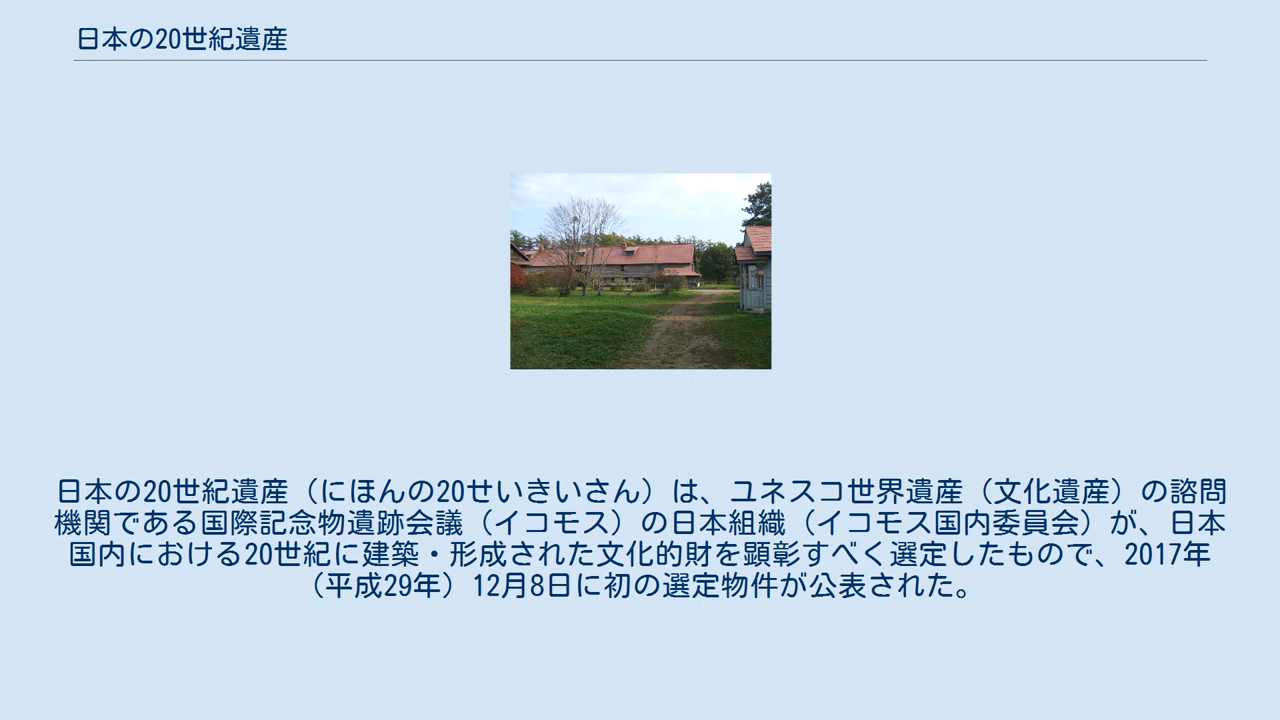 日本の20世紀遺産
日本の20世紀遺産（にほんの20せいきいさん）は、ユネスコ世界遺産（文化遺産）の諮問
機関である国際記念物遺跡会議（イコモス）の日本組織（イコモス国内委員会）が、日本
国内における20世紀に建築・形成された文化的財を顕彰すべく選定したもので、2017年
（平成29年）12月8日に初の選定物件が公表された。